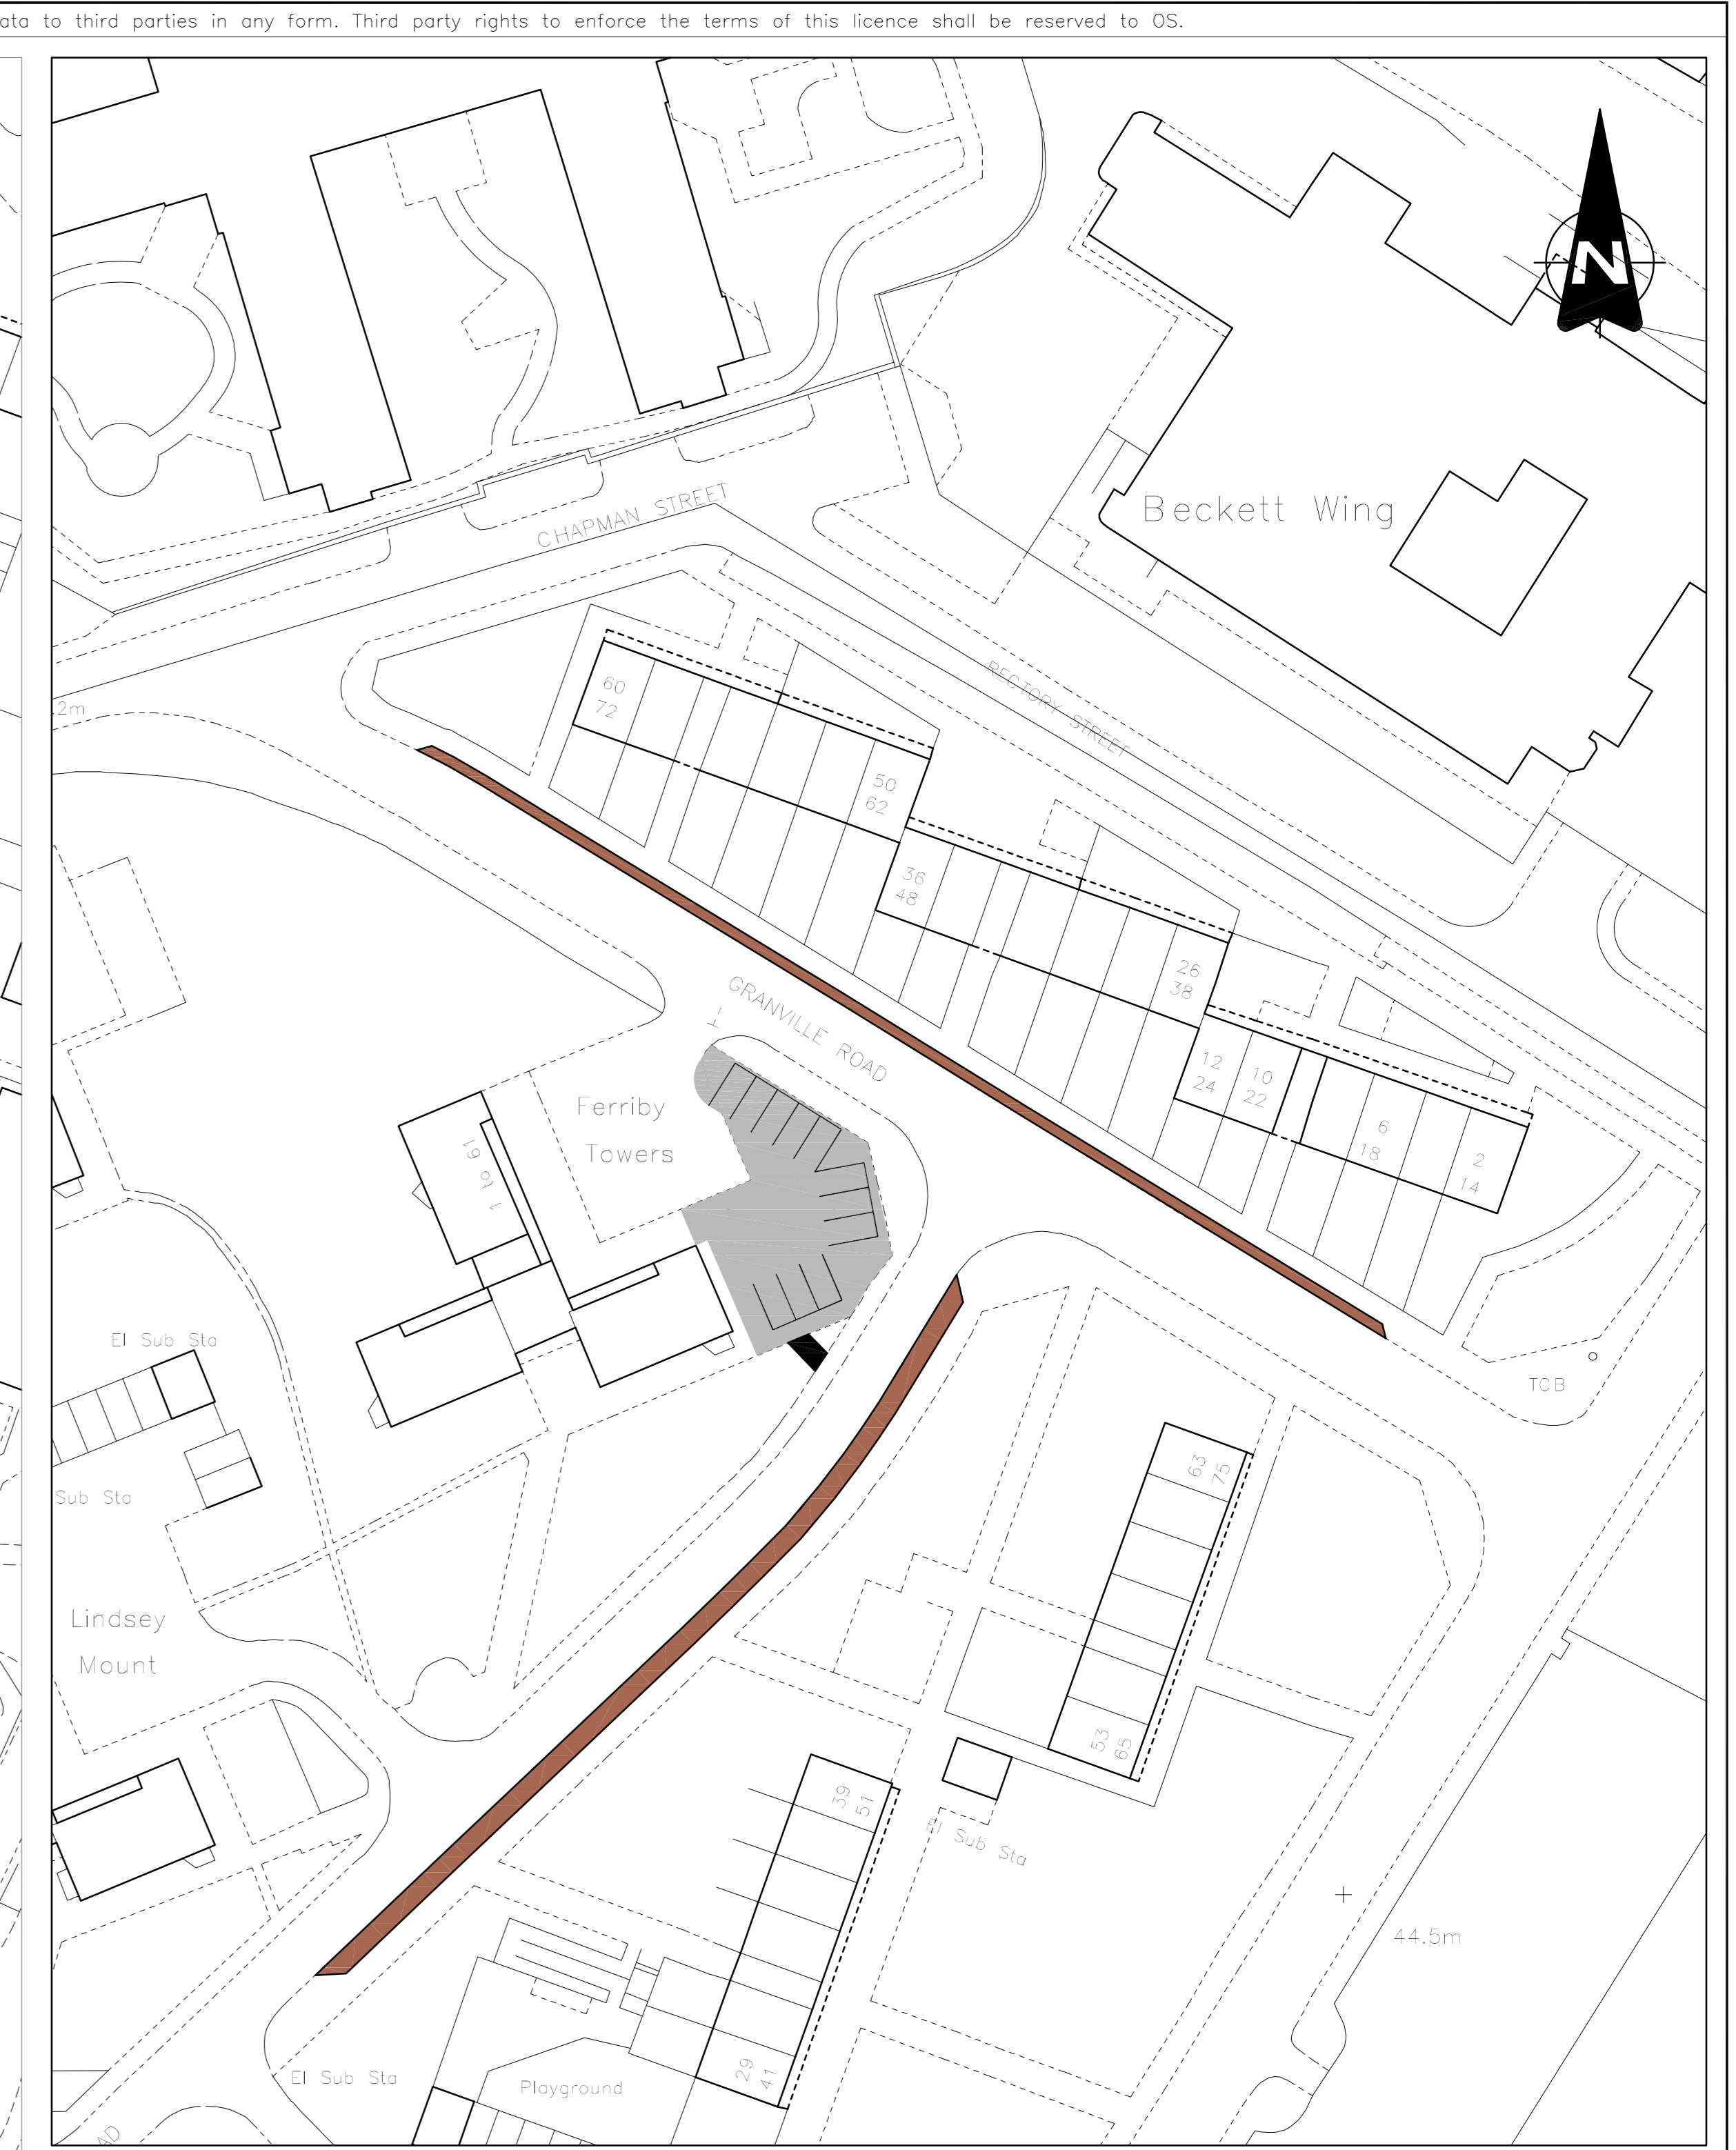 ata to third parties in any form. Third party rights to enforce the terms of this licence shall be reserved to OS.
N
CHAPMAN STREET
Beckett Wing
RECTORY STREET
60
72
2m
50
62
36
48
26
38
GRANVILLE ROAD
12
24
10
22
6
18
2
14
Ferriby
Towers
1 to 61
El Sub Sta
TCB
63
75
Sub Sta
Lindsey
Mount
53
65
39
51
El Sub Sta
44.5m
29
41
El Sub Sta
Playground
AD